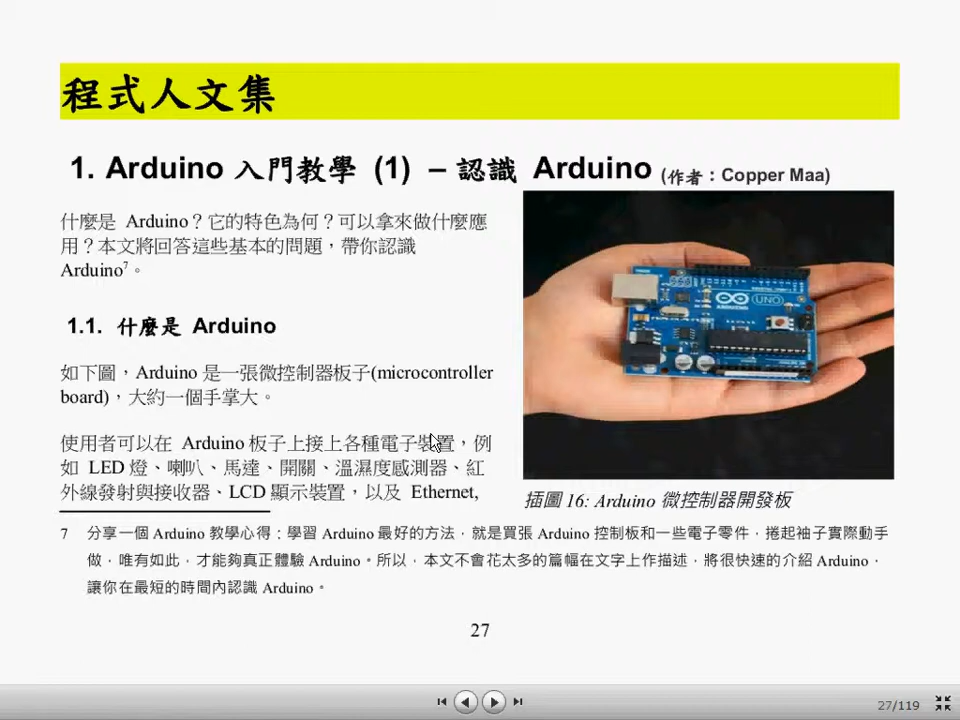 程式人文集
1. Arduino 入門教學 (1) – 認識 Arduino (作者：Copper Maa)
什麼是 Arduino？它的特色為何？可以拿來做什麼應
用？本文將回答這些基本的問題，帶你認識
Arduino7。
1.1. 什麼是 Arduino
如下圖，Arduino 是一張微控制器板子(microcontroller
board)，大約一個手掌大。
使用者可以在 Arduino 板子上接上各種電子裝置，例
如 LED 燈、喇叭、馬達、開關、溫濕度感測器、紅
外線發射與接收器、LCD 顯示裝置，以及 Ethernet,
ARDUINO
UNO
插圖 16: Arduino 微控制器開發板
7 分享一個 Arduino 教學心得：學習 Arduino 最好的方法，就是買張 Arduino 控制板和一些電子零件，捲起袖子實際動手
做，唯有如此，才能夠真正體驗 Arduino。所以，本文不會花太多的篇幅在文字上作描述，將很快速的介紹 Arduino，
讓你在最短的時間內認識 Arduino。
27
27/119